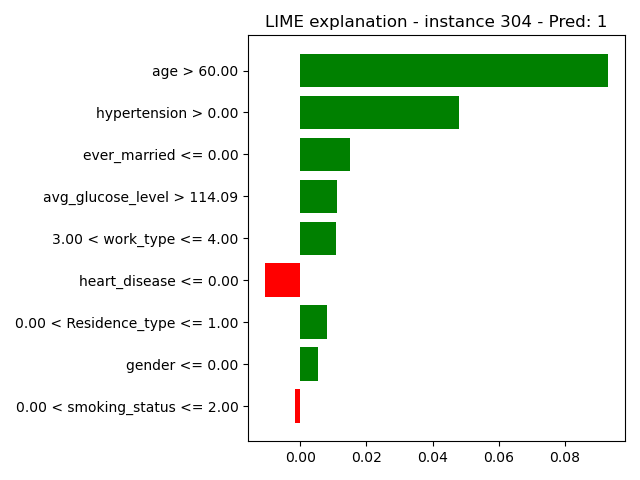 LIME explanation - instance 304 - Pred: 1
age > 60.00
hypertension > 0.00
ever_married <= 0.00
avg_glucose_level > 114.09
3.00 < work_type <= 4.00
heart_disease <= 0.00
0.00 < Residence_type <= 1.00
gender <= 0.00
0.00 < smoking_status <= 2.00
0.00 0.02 0.04 0.06 0.08